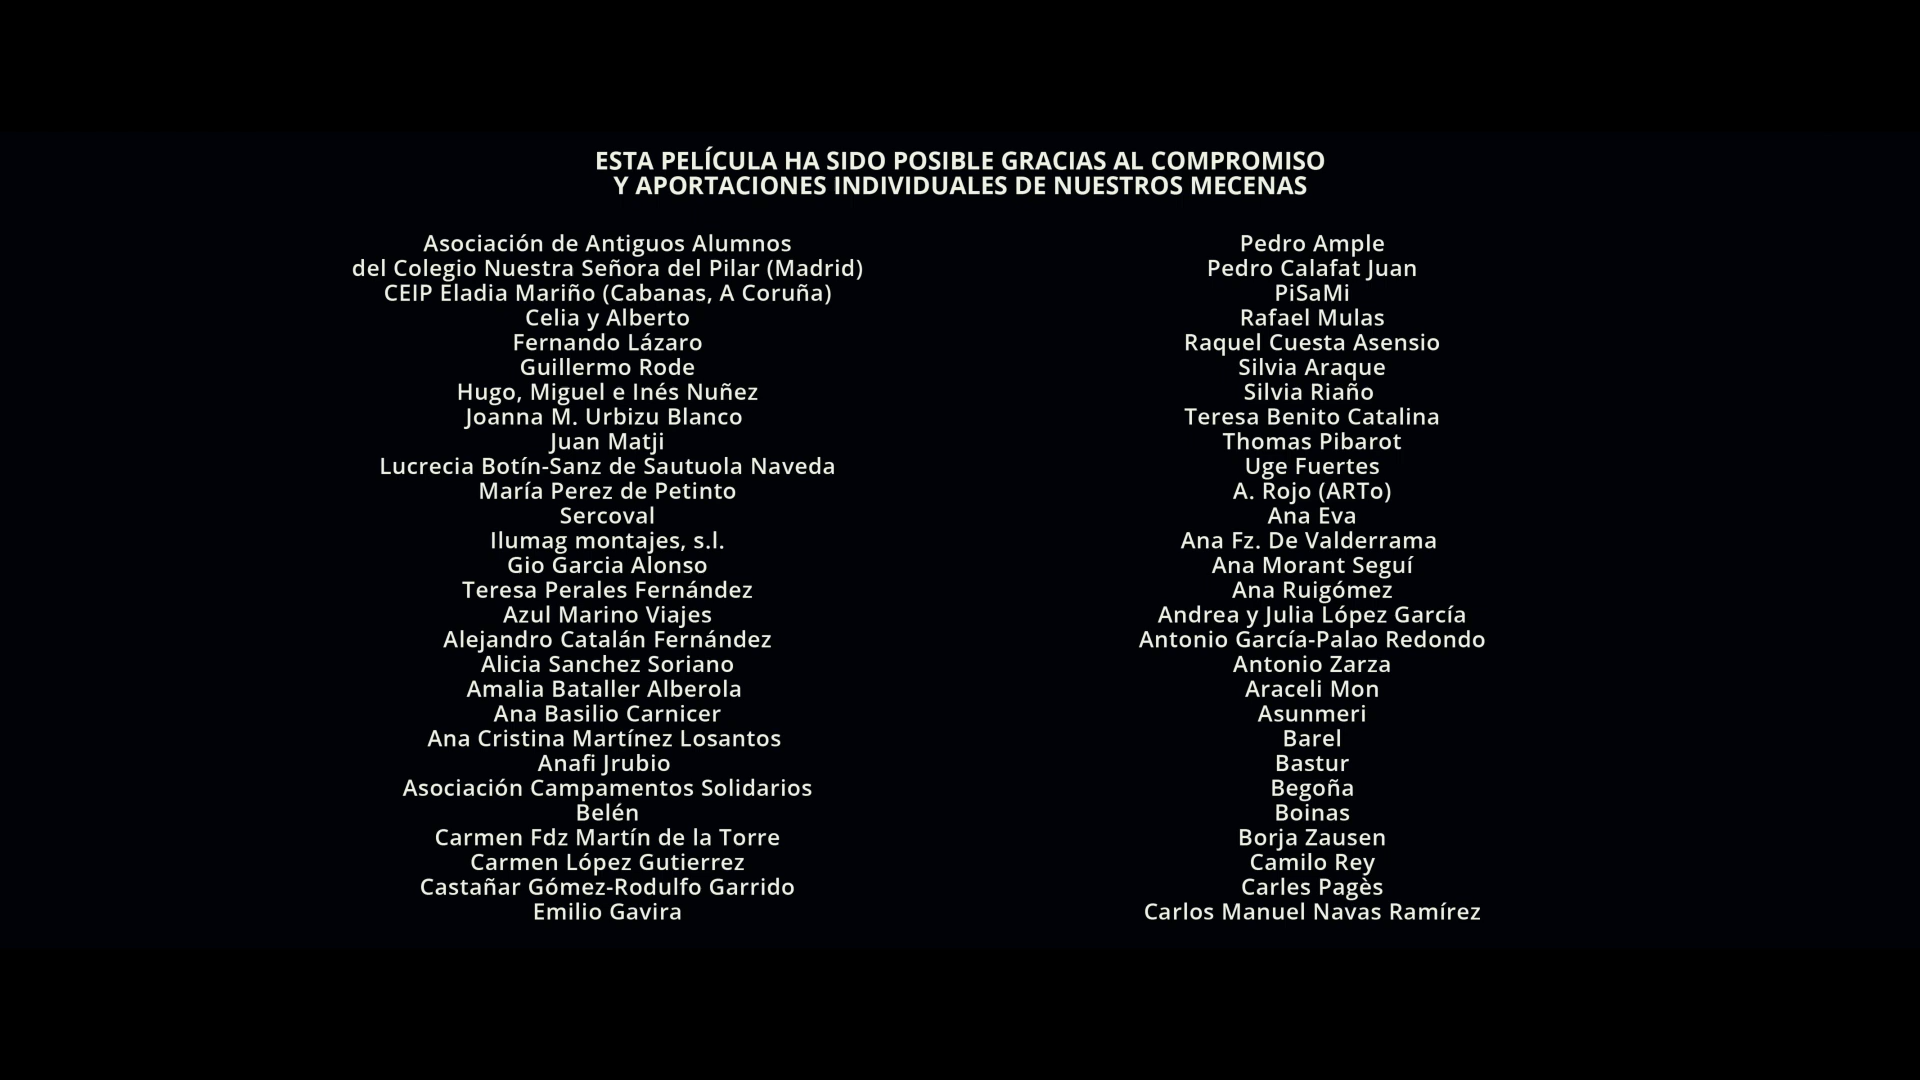 ESTA PELÍCULA HA SIDO POSIBLE GRACIAS AL COMPROMISO
Y APORTACIONES INDIVIDUALES DE NUESTROS MECENAS
Asociación de Antiguos Alumnos
del Colegio Nuestra Señora del Pilar (Madrid)
CEIP Eladia Mariño (Cabanas, A Coruña)
Celia y Alberto
Fernando Lázaro
Guillermo Rode
Hugo, Miguel e Inés Nuñez
Joanna M. Urbizu Blanco
Juan Matji
Lucrecia Botín-Sanz de Sautuola Naveda
María Perez de Petinto
Sercoval
Ilumag montajes, s.l.
Gio Garcia Alonso
Teresa Perales Fernández
Azul Marino Viajes
Alejandro Catalán Fernández
Alicia Sanchez Soriano
Amalia Bataller Alberola
Ana Basilio Carnicer
Ana Cristina Martínez Losantos
Anafi Jrubio
Asociación Campamentos Solidarios
Belén
Carmen Fdz Martín de la Torre
Carmen López Gutierrez
Castañar Gómez-Rodulfo Garrido
Emilio Gavira
Pedro Ample
Pedro Calafat Juan
PiSaMi
Rafael Mulas
Raquel Cuesta Asensio
Silvia Araque
Silvia Riaño
Teresa Benito Catalina
Thomas Pibarot
Uge Fuertes
A. Rojo (ARTo)
Ana Eva
Ana Fz. De Valderrama
Ana Morant Seguí
Ana Ruigómez
Andrea y Julia López García
Antonio García-Palao Redondo
Antonio Zarza
Araceli Mon
Asunmeri
Barel
Bastur
Begoña
Boinas
Borja Zausen
Camilo Rey
Carles Pagès
Carlos Manuel Navas Ramírez